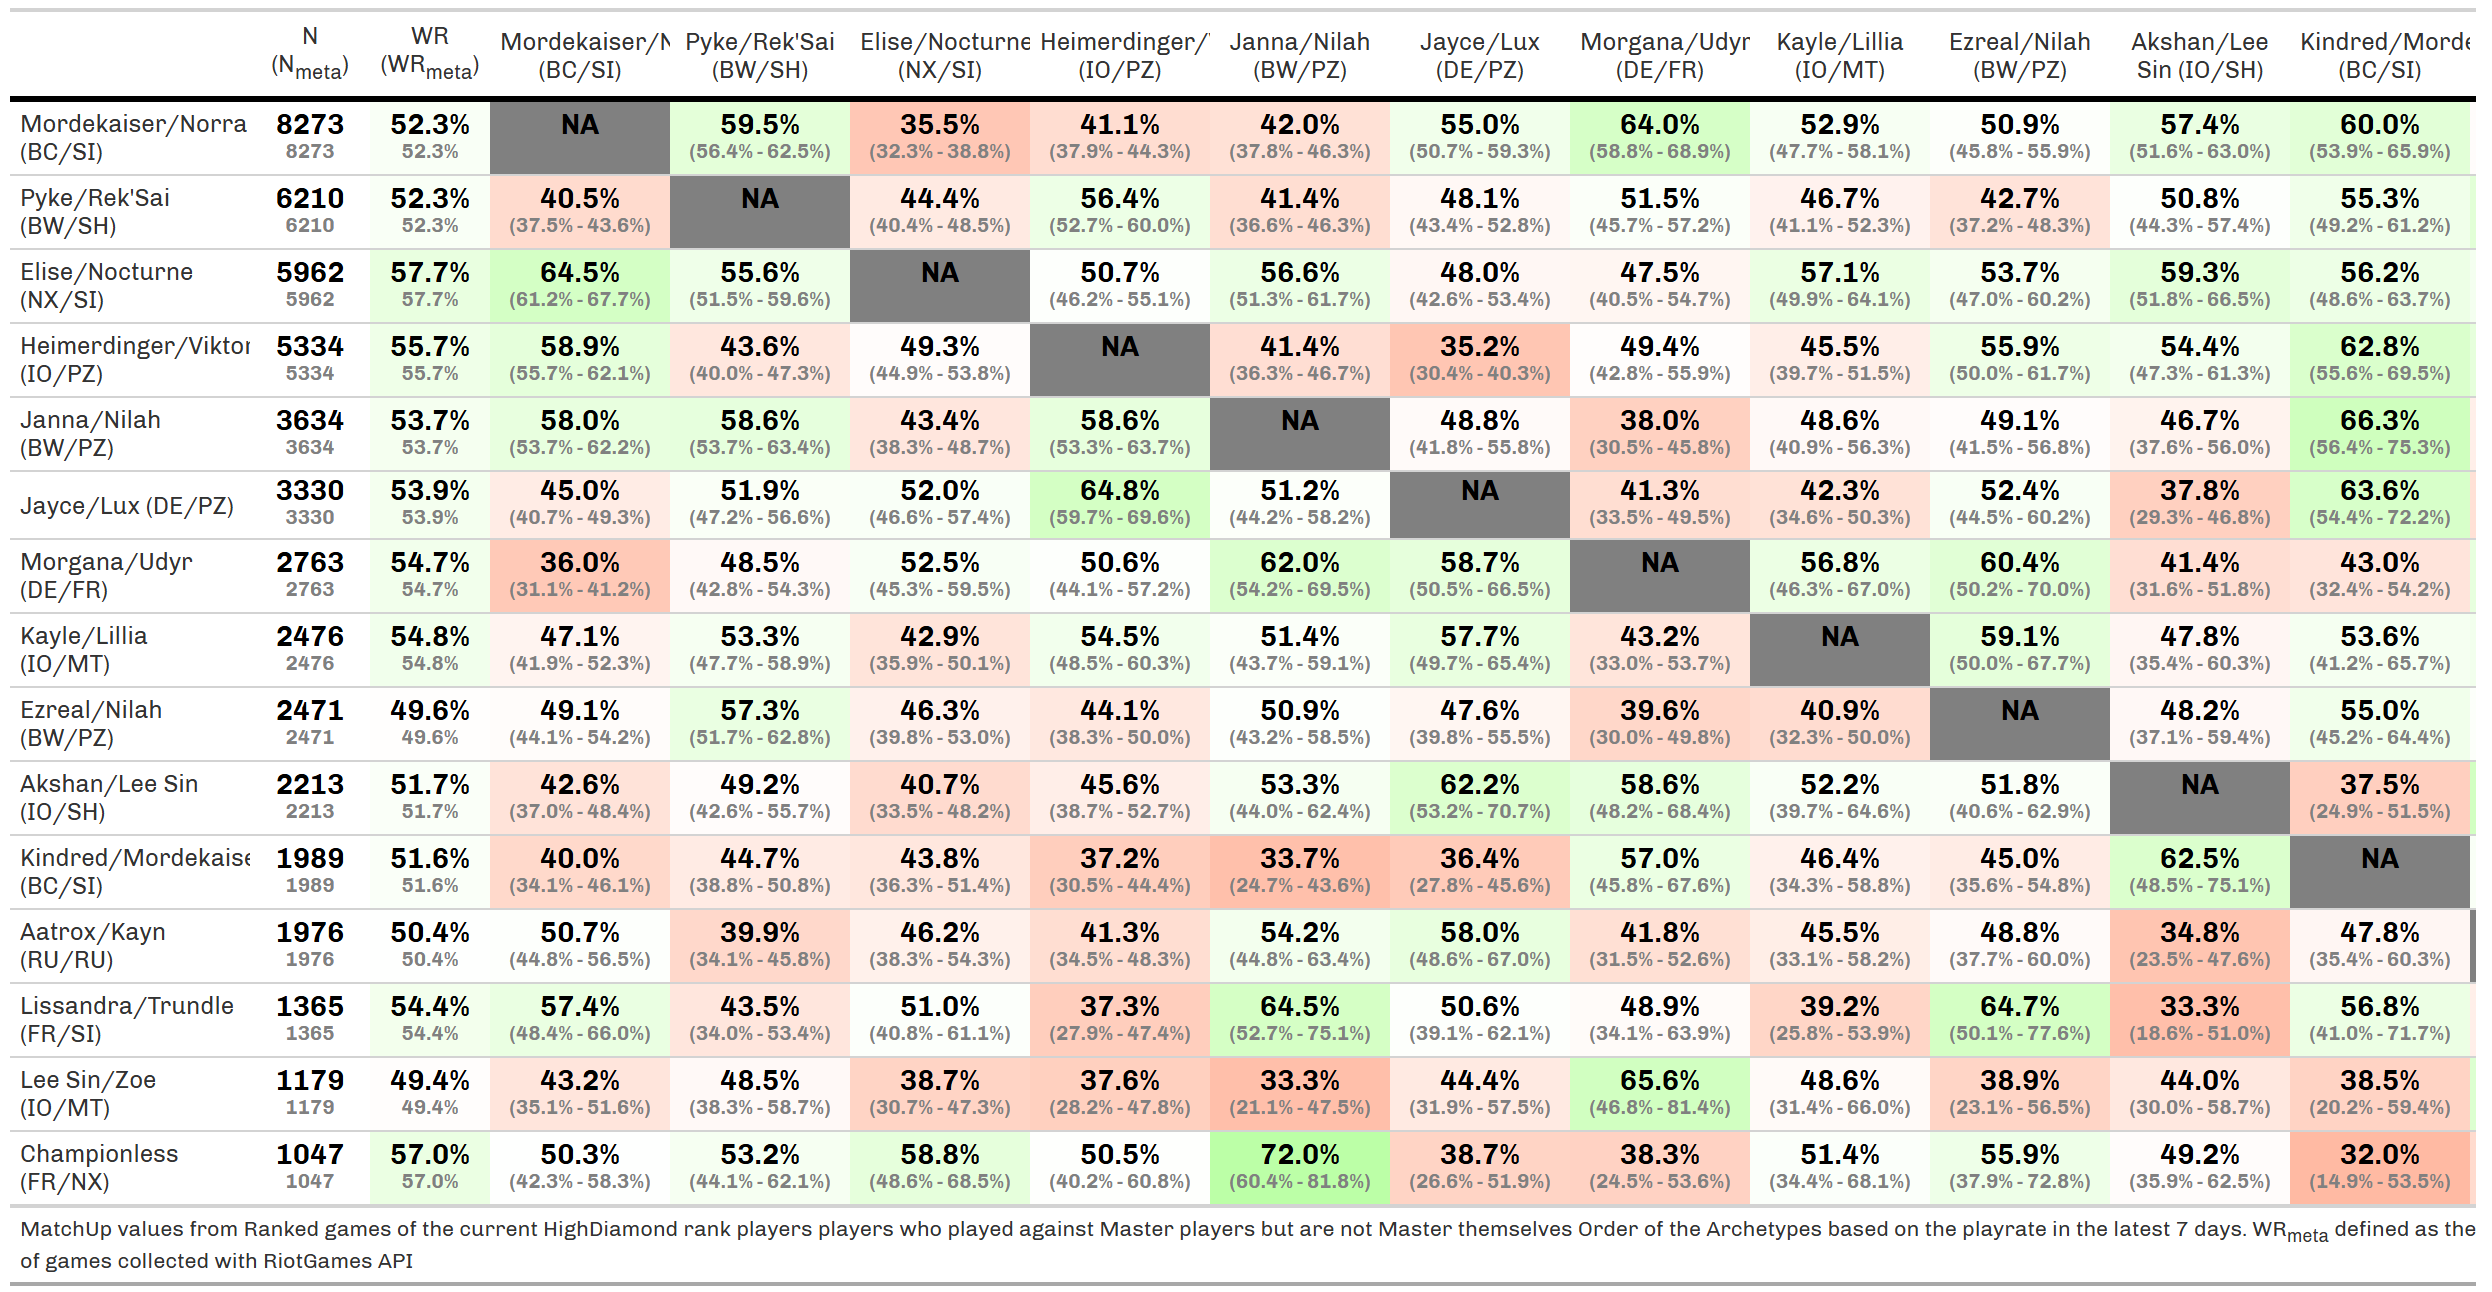 N WR Mordekaiser/N Pyke/Rek'Sai Elise/Nocturne Heimerdinger/ Janna/Nilah Jayce/Lux Morgana/Udyr Kayle/Lillia Ezreal/Nilah Akshan/Lee Kindred/Morde
(Nmeta) (WRmeta) (BC/SI) (BW/SH) (NX/SI) (IO/PZ) (BW/PZ) (DE/PZ) (DE/FR) (IO/MT) (BW/PZ) Sin (IO/SH) (BC/SI)
Mordekaiser/Norra 8273 52.3% NA 59.5% 35.5% 41.1% 42.0% 55.0% 64.0% 52.9% 50.9% 57.4% 60.0%
(BC/SI) 8273 52.3% (56.4% - 62.5%) (32.3% - 38.8%) (37.9% - 44.3%) (37.8% - 46.3%) (50.7% - 59.3%) (58.8% - 68.9%) (47.7% - 58.1%) (45.8% - 55.9%) (51.6% - 63.0%) (53.9% - 65.9%)
Pyke/Rek'Sai 6210 52.3% 40.5% NA 44.4% 56.4% 41.4% 48.1% 51.5% 46.7% 42.7% 50.8% 55.3%
(BW/SH) 6210 52.3% (37.5% - 43.6%) (40.4% - 48.5%) (52.7% - 60.0%) (36.6% - 46.3%) (43.4% - 52.8%) (45.7% - 57.2%) (41.1% - 52.3%) (37.2% - 48.3%) (44.3% - 57.4%) (49.2% - 61.2%)
Elise/Nocturne 5962 57.7% 64.5% 55.6% NA 50.7% 56.6% 48.0% 47.5% 57.1% 53.7% 59.3% 56.2%
(NX/SI) 5962 57.7% (61.2% - 67.7%) (51.5% - 59.6%) (46.2% - 55.1%) (51.3% - 61.7%) (42.6% - 53.4%) (40.5% - 54.7%) (49.9% - 64.1%) (47.0% - 60.2%) (51.8% - 66.5%) (48.6% - 63.7%)
Heimerdinger/Viktor 5334 55.7% 58.9% 43.6% 49.3% NA 41.4% 35.2% 49.4% 45.5% 55.9% 54.4% 62.8%
(IO/PZ) 5334 55.7% (55.7% - 62.1%) (40.0% - 47.3%) (44.9% - 53.8%) (36.3% - 46.7%) (30.4% - 40.3%) (42.8% - 55.9%) (39.7% - 51.5%) (50.0% - 61.7%) (47.3% - 61.3%) (55.6% - 69.5%)
Janna/Nilah 3634 53.7% 58.0% 58.6% 43.4% 58.6% NA 48.8% 38.0% 48.6% 49.1% 46.7% 66.3%
(BW/PZ) 3634 53.7% (53.7% - 62.2%) (53.7% - 63.4%) (38.3% - 48.7%) (53.3% - 63.7%) (41.8% - 55.8%) (30.5% - 45.8%) (40.9% - 56.3%) (41.5% - 56.8%) (37.6% - 56.0%) (56.4% - 75.3%)
Jayce/Lux (DE/PZ) 3330 53.9% 45.0% 51.9% 52.0% 64.8% 51.2% NA 41.3% 42.3% 52.4% 37.8% 63.6%
3330 53.9% (40.7% - 49.3%) (47.2% - 56.6%) (46.6% - 57.4%) (59.7% - 69.6%) (44.2% - 58.2%) (33.5% - 49.5%) (34.6% - 50.3%) (44.5% - 60.2%) (29.3% - 46.8%) (54.4% - 72.2%)
Morgana/Udyr 2763 54.7% 36.0% 48.5% 52.5% 50.6% 62.0% 58.7% NA 56.8% 60.4% 41.4% 43.0%
(DE/FR) 2763 54.7% (31.1% - 41.2%) (42.8% - 54.3%) (45.3% - 59.5%) (44.1% - 57.2%) (54.2% - 69.5%) (50.5% - 66.5%) (46.3% - 67.0%) (50.2% - 70.0%) (31.6% - 51.8%) (32.4% - 54.2%)
Kayle/Lillia 2476 54.8% 47.1% 53.3% 42.9% 54.5% 51.4% 57.7% 43.2% NA 59.1% 47.8% 53.6%
(IO/MT) 2476 54.8% (41.9% - 52.3%) (47.7% - 58.9%) (35.9% - 50.1%) (48.5% - 60.3%) (43.7% - 59.1%) (49.7% - 65.4%) (33.0% - 53.7%) (50.0% - 67.7%) (35.4% - 60.3%) (41.2% - 65.7%)
Ezreal/Nilah 2471 49.6% 49.1% 57.3% 46.3% 44.1% 50.9% 47.6% 39.6% 40.9% NA 48.2% 55.0%
(BW/PZ) 2471 49.6% (44.1% - 54.2%) (51.7% - 62.8%) (39.8% - 53.0%) (38.3% - 50.0%) (43.2% - 58.5%) (39.8% - 55.5%) (30.0% - 49.8%) (32.3% - 50.0%) (37.1% - 59.4%) (45.2% - 64.4%)
Akshan/Lee Sin 2213 51.7% 42.6% 49.2% 40.7% 45.6% 53.3% 62.2% 58.6% 52.2% 51.8% NA 37.5%
(IO/SH) 2213 51.7% (37.0% - 48.4%) (42.6% - 55.7%) (33.5% - 48.2%) (38.7% - 52.7%) (44.0% - 62.4%) (53.2% - 70.7%) (48.2% - 68.4%) (39.7% - 64.6%) (40.6% - 62.9%) (24.9% - 51.5%)
Kindred/Mordekaise 1989 51.6% 40.0% 44.7% 43.8% 37.2% 33.7% 36.4% 57.0% 46.4% 45.0% 62.5% NA
(BC/SI) 1989 51.6% (34.1% - 46.1%) (38.8% - 50.8%) (36.3% - 51.4%) (30.5% - 44.4%) (24.7% - 43.6%) (27.8% - 45.6%) (45.8% - 67.6%) (34.3% - 58.8%) (35.6% - 54.8%) (48.5% - 75.1%)
Aatrox/Kayn 1976 50.4% 50.7% 39.9% 46.2% 41.3% 54.2% 58.0% 41.8% 45.5% 48.8% 34.8% 47.8%
(RU/RU) 1976 50.4% (44.8% - 56.5%) (34.1% - 45.8%) (38.3% - 54.3%) (34.5% - 48.3%) (44.8% - 63.4%) (48.6% - 67.0%) (31.5% - 52.6%) (33.1% - 58.2%) (37.7% - 60.0%) (23.5% - 47.6%) (35.4% - 60.3%)
Lissandra/Trundle 1365 54.4% 57.4% 43.5% 51.0% 37.3% 64.5% 50.6% 48.9% 39.2% 64.7% 33.3% 56.8%
(FR/SI) 1365 54.4% (48.4% - 66.0%) (34.0% - 53.4%) (40.8% - 61.1%) (27.9% - 47.4%) (52.7% - 75.1%) (39.1% - 62.1%) (34.1% - 63.9%) (25.8% - 53.9%) (50.1% - 77.6%) (18.6% - 51.0%) (41.0% - 71.7%)
Lee Sin/Zoe 1179 49.4% 43.2% 48.5% 38.7% 37.6% 33.3% 44.4% 65.6% 48.6% 38.9% 44.0% 38.5%
(IO/MT) 1179 49.4% (35.1% - 51.6%) (38.3% - 58.7%) (30.7% - 47.3%) (28.2% - 47.8%) (21.1% - 47.5%) (31.9% - 57.5%) (46.8% - 81.4%) (31.4% - 66.0%) (23.1% - 56.5%) (30.0% - 58.7%) (20.2% - 59.4%)
Championless 1047 57.0% 50.3% 53.2% 58.8% 50.5% 72.0% 38.7% 38.3% 51.4% 55.9% 49.2% 32.0%
(FR/NX) 1047 57.0% (42.3% - 58.3%) (44.1% - 62.1%) (48.6% - 68.5%) (40.2% - 60.8%) (60.4% - 81.8%) (26.6% - 51.9%) (24.5% - 53.6%) (34.4% - 68.1%) (37.9% - 72.8%) (35.9% - 62.5%) (14.9% - 53.5%)
MatchUp values from Ranked games of the current HighDiamond rank players players who played against Master players but are not Master themselves Order of the Archetypes based on the playrate in the latest 7 days. WRmeta defined as the
of games collected with RiotGames API